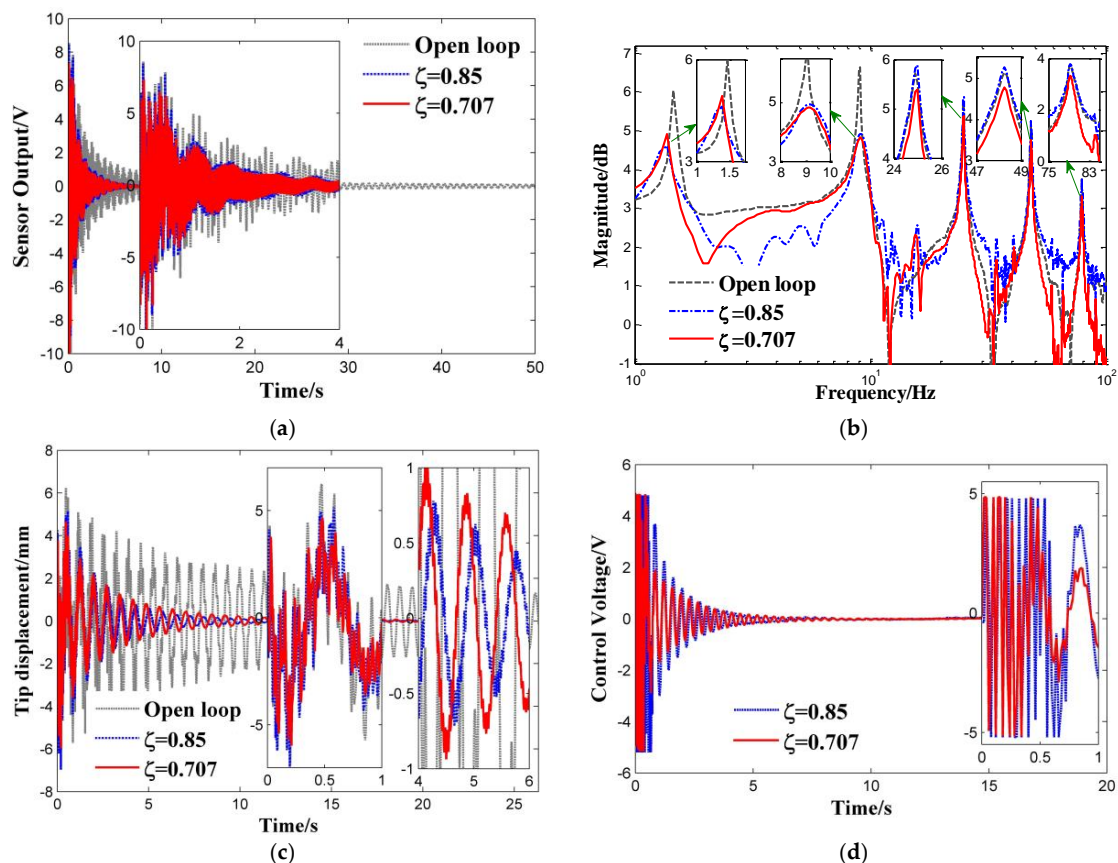 Sensor Output/V
10
8
6
4
2
0
-2
-4
-6
-8
-10
10
5
0
-5
-10
0 2 4
Open loop
ζ=0.85
ζ=0.707
0 10 20 30 40 50
Time/s
(a)
Magnitude/dB
7
6
5
4
3
2
1
0
-1
6
5
3
1 1.5
5
3
8 9 10
6
5
4
24 26
5
4
3
47 49
4
2
0
75 83
Open loop
ζ=0.85
ζ=0.707
10⁰ 10¹ 10²
Frequency/Hz
(b)
Tip displacement/mm
8
6
4
2
0
-2
-4
-6
-8
5
0
-5
0 0.5 1
1
0.5
0
-0.5
-1
4 5 6
Open loop
ζ=0.85
ζ=0.707
0 5 10 15 20 25
Time/s
(c)
Control Voltage/V
6
4
2
0
-2
-4
-6
5
0
-5
0 0.5 1
ζ=0.85
ζ=0.707
0 5 10 15 20
Time/s
(d)